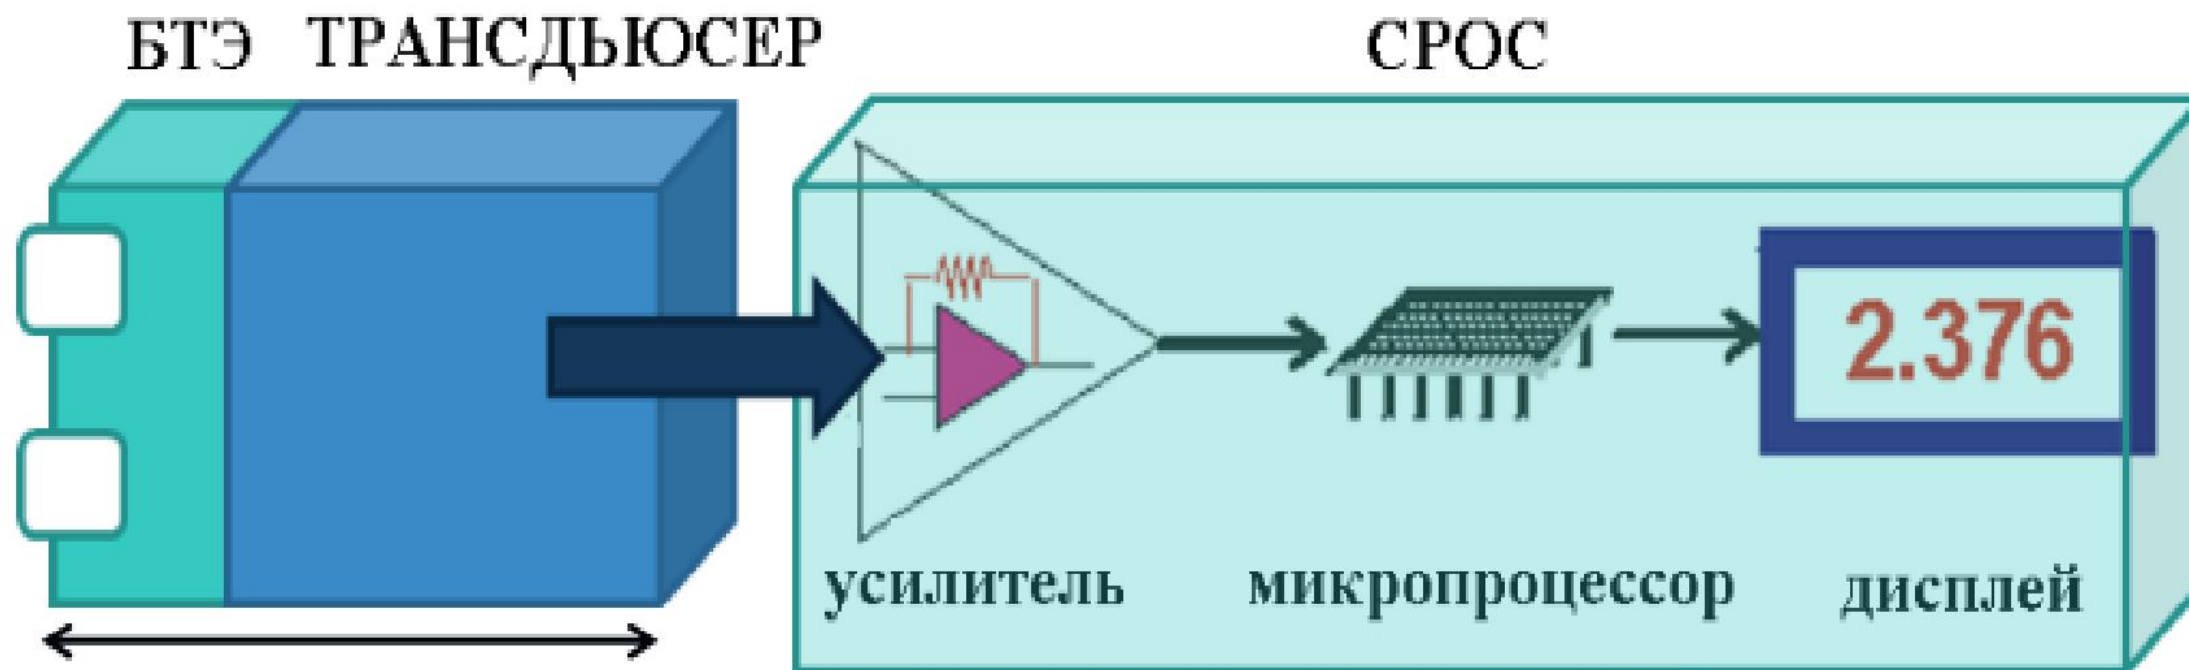 БТЭ ТРАНСДЬЮСЕР СРОС
2.376
усилитель микропроцессор дисплей